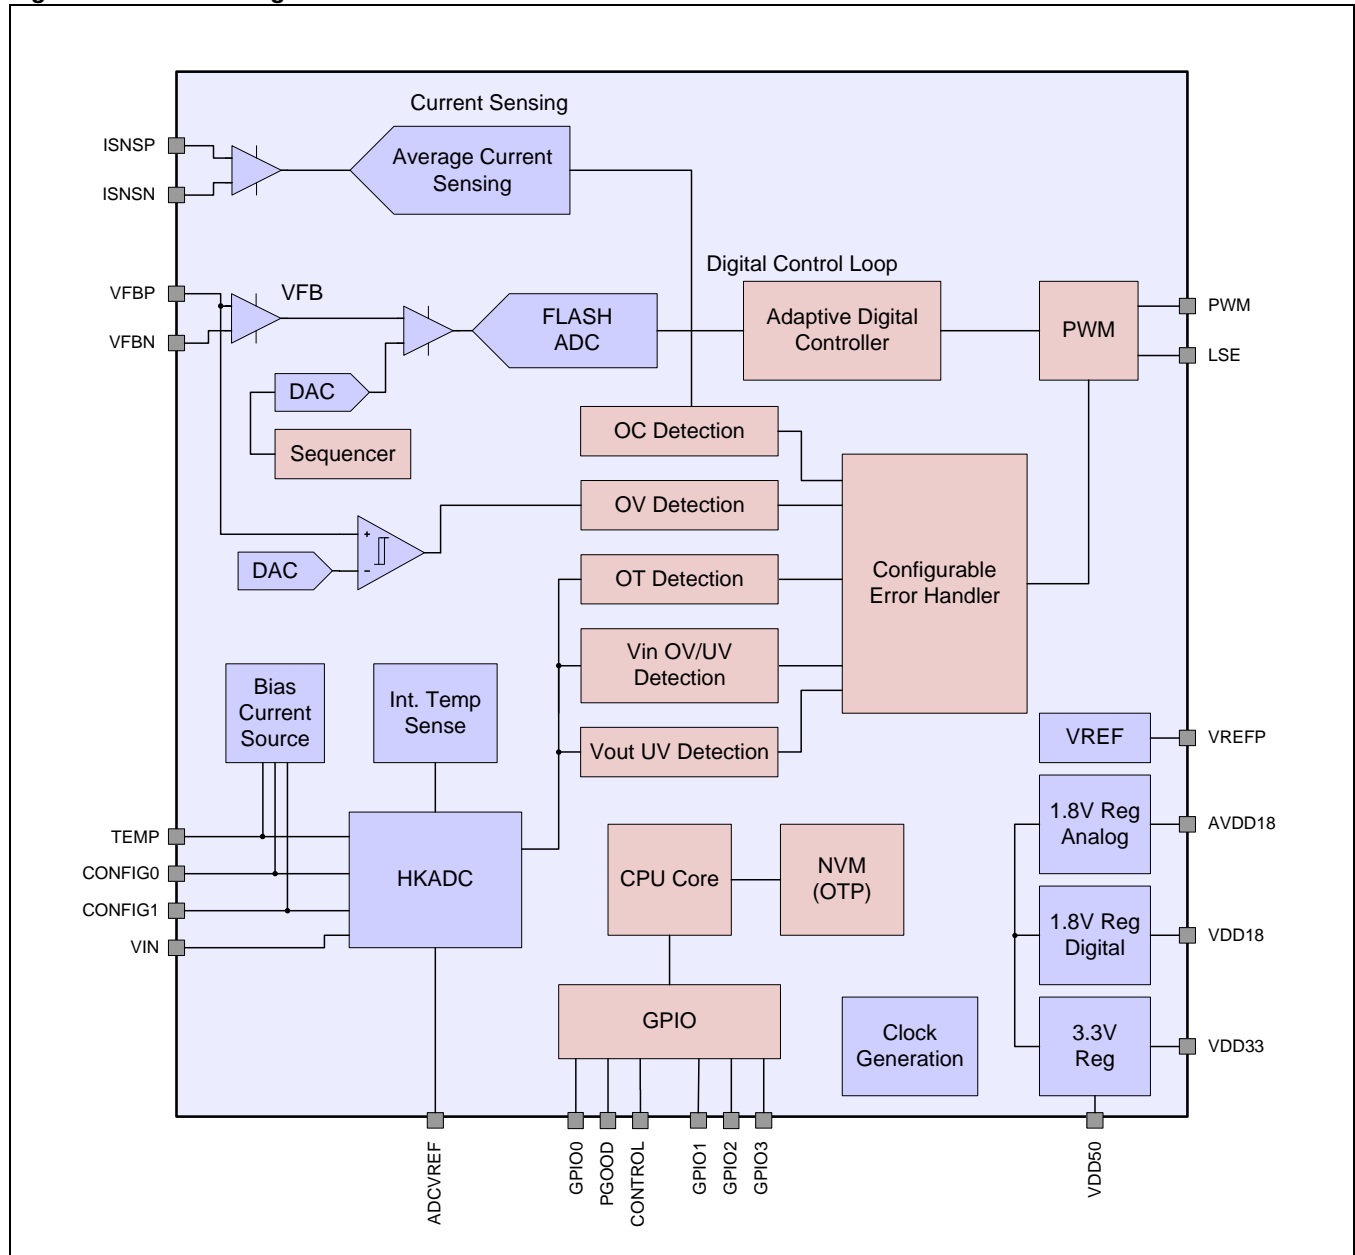 Current Sensing
ISNSP
Average Current
Sensing
ISNSN
Digital Control Loop
VFBP
VFB
VFBN
FLASH
ADC
Adaptive Digital
Controller
PWM
PWM
LSE
DAC
Sequencer
OC Detection
OV Detection
+
-
DAC
OT Detection
Configurable
Error Handler
Vin OV/UV
Detection
Bias
Current
Source
Int. Temp
Sense
Vout UV Detection
VREF
VREFP
1.8V Reg
Analog
AVDD18
TEMP
CONFIG0
CONFIG1
VIN
HKADC
CPU Core
NVM
(OTP)
1.8V Reg
Digital
VDD18
GPIO
Clock
Generation
3.3V
Reg
VDD33
ADCVREF
GPIO0
PGOOD
CONTROL
GPIO1
GPIO2
GPIO3
VDD50